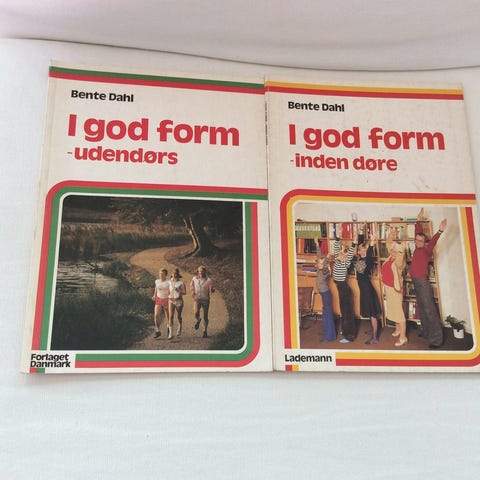 Bente Dahl
I god form
-udendørs
Forlaget
Danmark
Bente Dahl
I god form
-inden døre
Lademann